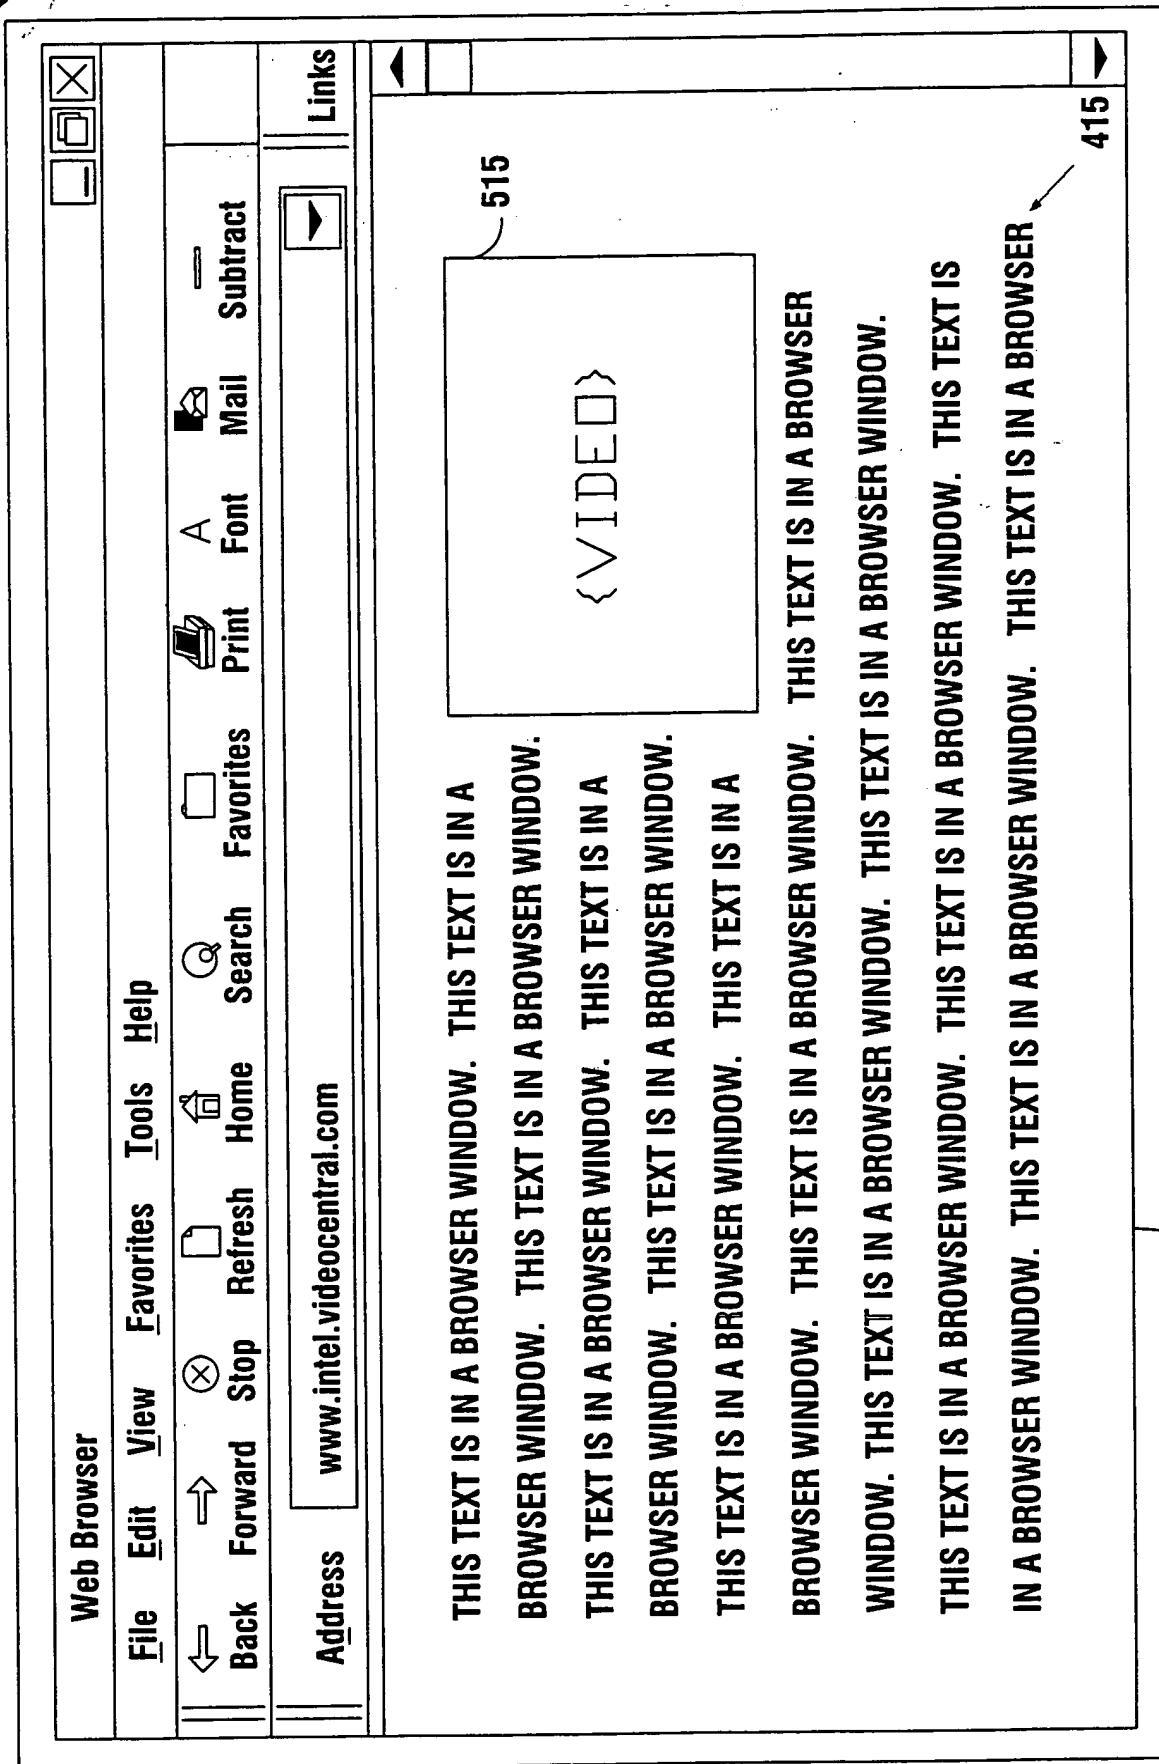 Web Browser
File Edit View Favorites Tools Help
Back Forward Stop Refresh Home Search Favorites Print Font Mail Subtract
Address www.intel.videocentral.com Links
THIS TEXT IS IN A BROWSER WINDOW. THIS TEXT IS IN A
BROWSER WINDOW. THIS TEXT IS IN A BROWSER WINDOW.
THIS TEXT IS IN A BROWSER WINDOW. THIS TEXT IS IN A
BROWSER WINDOW. THIS TEXT IS IN A BROWSER WINDOW.
THIS TEXT IS IN A BROWSER WINDOW. THIS TEXT IS IN A
{VIDEO}
515
BROWSER WINDOW. THIS TEXT IS IN A BROWSER WINDOW. THIS TEXT IS IN A BROWSER
WINDOW. THIS TEXT IS IN A BROWSER WINDOW. THIS TEXT IS IN A BROWSER WINDOW.
THIS TEXT IS IN A BROWSER WINDOW. THIS TEXT IS IN A BROWSER WINDOW. THIS TEXT IS
IN A BROWSER WINDOW. THIS TEXT IS IN A BROWSER WINDOW. THIS TEXT IS IN A BROWSER
415